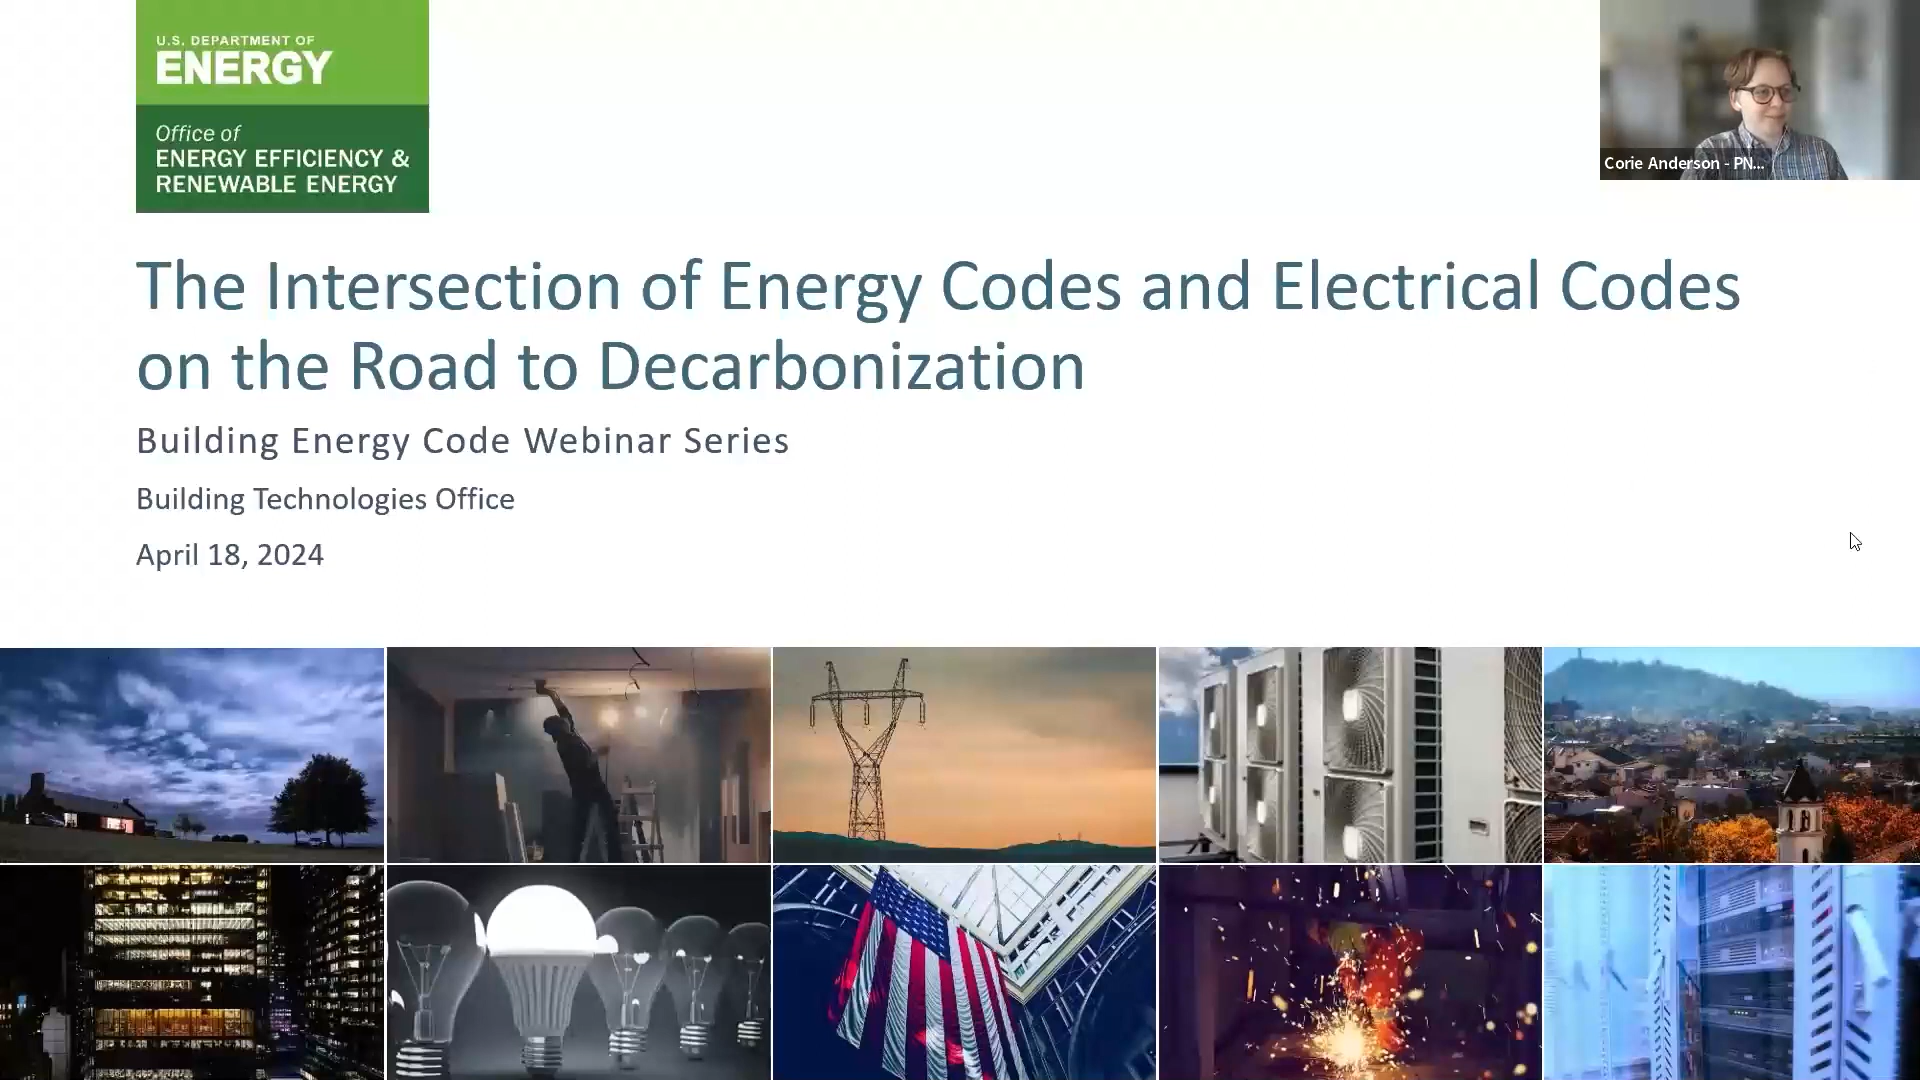 U.S. DEPARTMENT OF
ENERGY
Office of
ENERGY EFFICIENCY &
RENEWABLE ENERGY
Corie Anderson - PN...
The Intersection of Energy Codes and Electrical Codes
on the Road to Decarbonization
Building Energy Code Webinar Series
Building Technologies Office
April 18, 2024